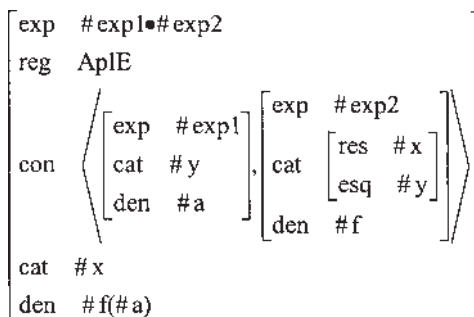 exp #exp1•#exp2
reg AplE
con ⟨[exp #exp1
cat #y
den #a], [exp #exp2
cat [res #x
esq #y]
den #f]⟩
cat #x
den #f(#a)